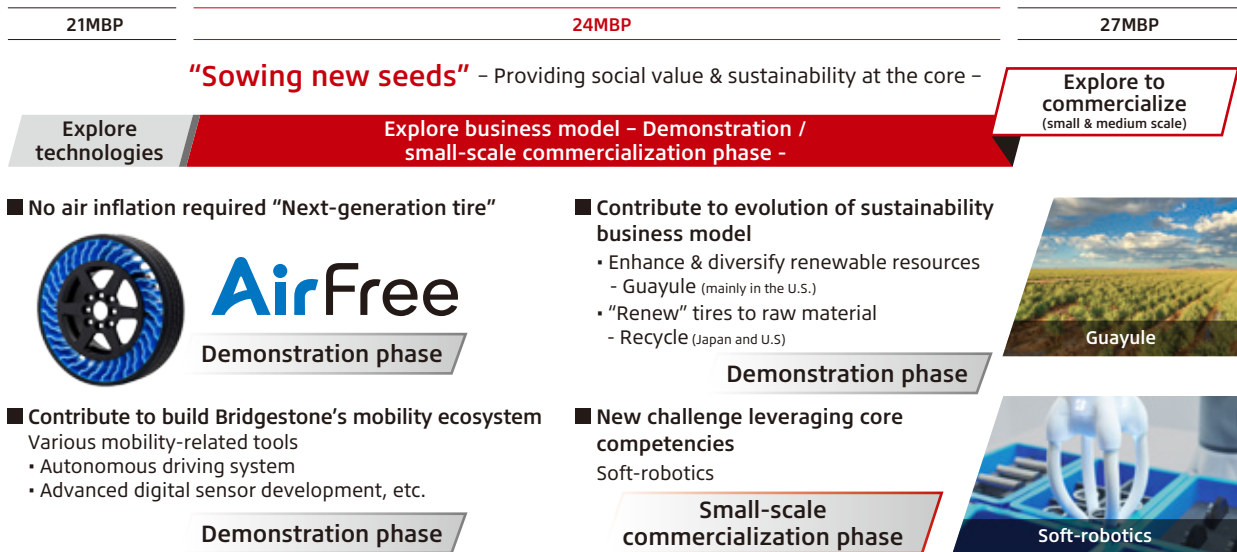 21MBP
24MBP
27MBP
“Sowing new seeds” – Providing social value & sustainability at the core –
Explore to
commercialize
(small & medium scale)
Explore
technologies
Explore business model – Demonstration /
small-scale commercialization phase -
■ No air inflation required “Next-generation tire”
AirFree
Demonstration phase
■ Contribute to evolution of sustainability
business model
・Enhance & diversify renewable resources
- Guayule (mainly in the U.S.)
・“Renew” tires to raw material
- Recycle (Japan and U.S)
Demonstration phase
Guayule
■ Contribute to build Bridgestone’s mobility ecosystem
Various mobility-related tools
・Autonomous driving system
・Advanced digital sensor development, etc.
Demonstration phase
■ New challenge leveraging core
competencies
Soft-robotics
Small-scale
commercialization phase
Soft-robotics